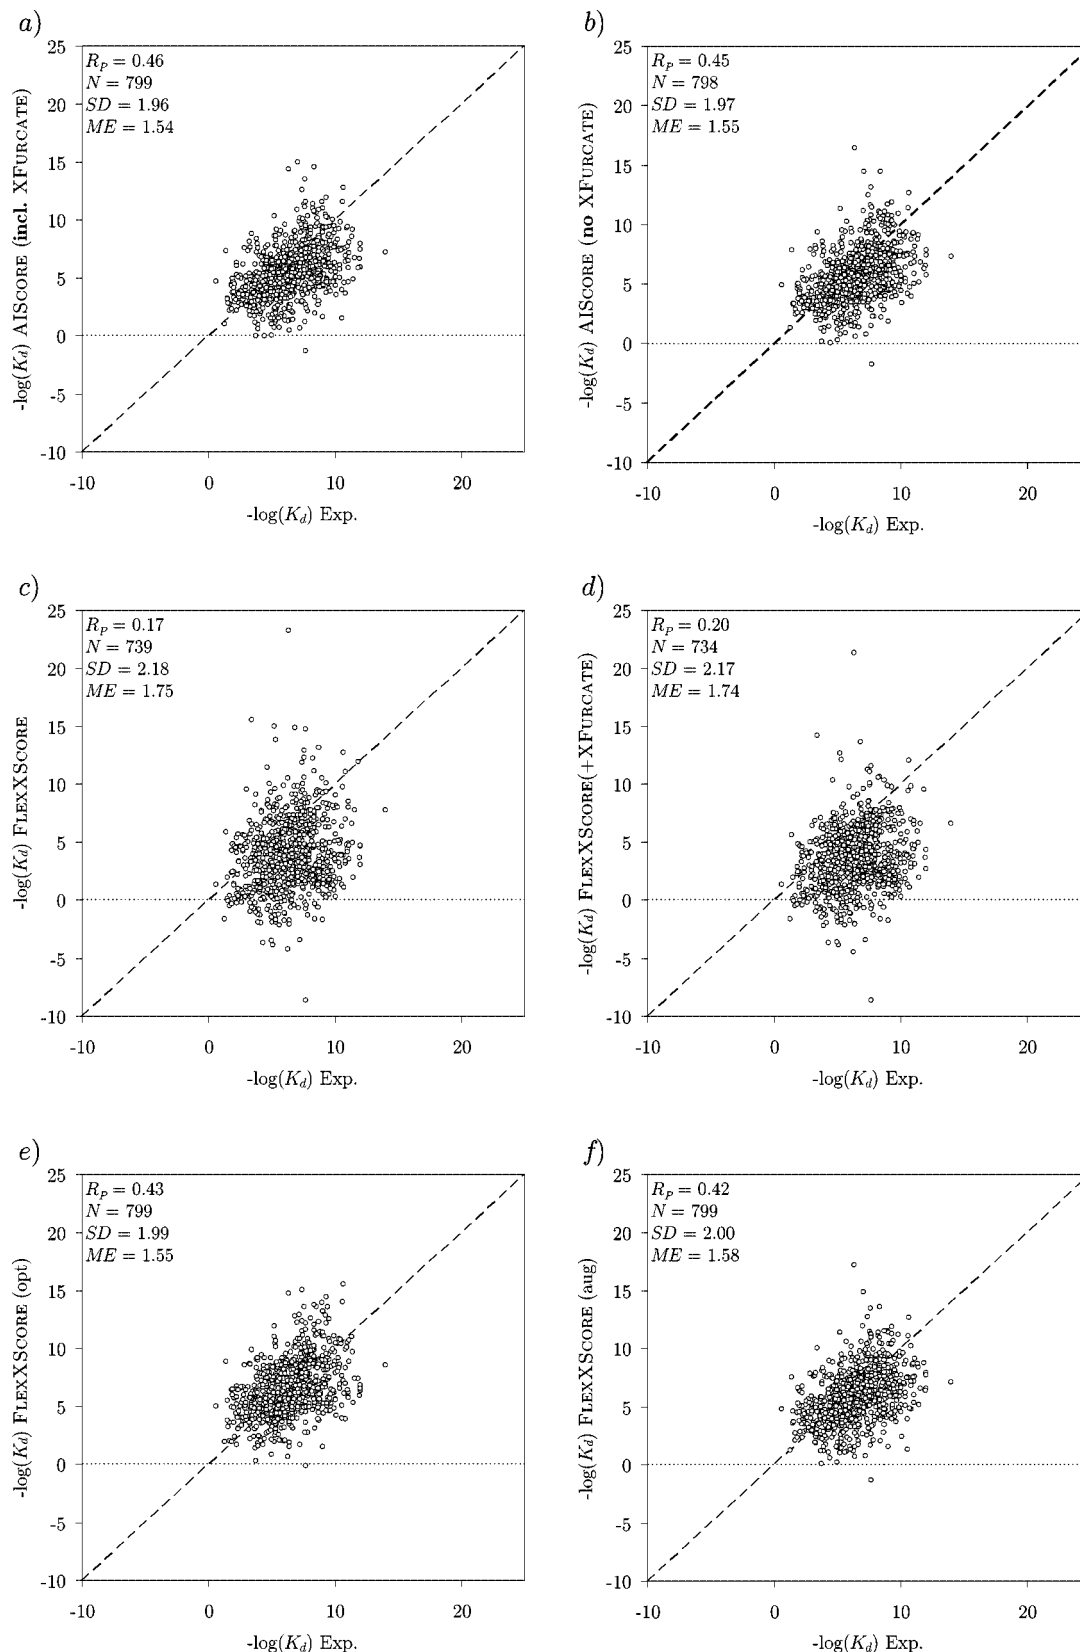 a)
-log(K_d) AIScore (incl. XFurcate)
25
20
15
10
5
0
-5
-10
R_P = 0.46
N = 799
SD = 1.96
ME = 1.54
-10 0 10 20
-log(K_d) Exp.
b)
-log(K_d) AIScore (no XFurcate)
25
20
15
10
5
0
-5
-10
R_P = 0.45
N = 798
SD = 1.97
ME = 1.55
-10 0 10 20
-log(K_d) Exp.
c)
-log(K_d) FlexXScore
25
20
15
10
5
0
-5
-10
R_P = 0.17
N = 739
SD = 2.18
ME = 1.75
-10 0 10 20
-log(K_d) Exp.
d)
-log(K_d) FlexXScore(+XFurcate)
25
20
15
10
5
0
-5
-10
R_P = 0.20
N = 734
SD = 2.17
ME = 1.74
-10 0 10 20
-log(K_d) Exp.
e)
-log(K_d) FlexXScore (opt)
25
20
15
10
5
0
-5
-10
R_P = 0.43
N = 799
SD = 1.99
ME = 1.55
-10 0 10 20
-log(K_d) Exp.
f)
-log(K_d) FlexXScore (aug)
25
20
15
10
5
0
-5
-10
R_P = 0.42
N = 799
SD = 2.00
ME = 1.58
-10 0 10 20
-log(K_d) Exp.